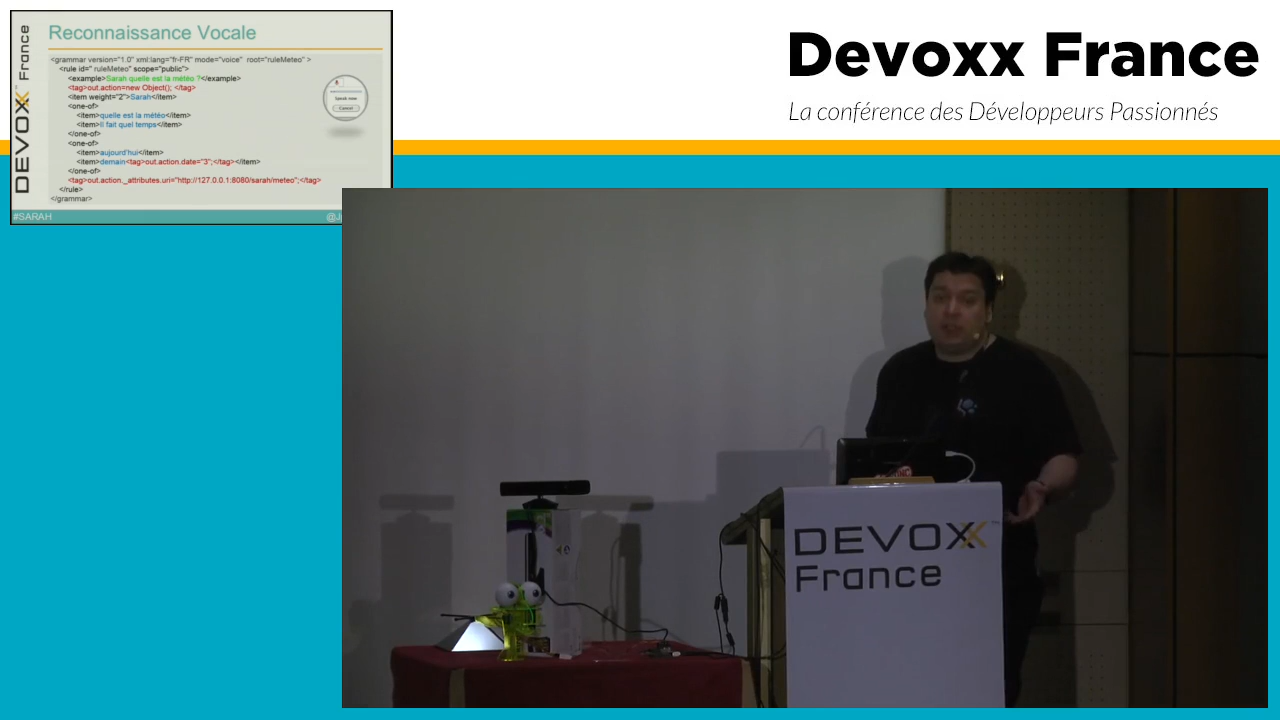 Reconnaissance Vocale
<grammar version="1.0" xml:lang="fr-FR" mode="voice" root="ruleMeteo" >
<rule id=" ruleMeteo" scope="public">
<example>Sarah quelle est la météo ?</example>
<tag>out.action=new Object(); </tag>
<item weight="2">Sarah</item>
<one-of>
<item>quelle est la météo</item>
<item>Il fait quel temps</item>
</one-of>
<one-of>
<item>aujourd'hui</item>
<item>demain<tag>out.action.date="3";</tag></item>
</one-of>
<tag>out.action._attributes.uri="http://127.0.0.1:8080/sarah/meteo";</tag>
</rule>
</grammar>
Speak now
Cancel
DEVOXX France
#SARAH
Devoxx France
La conférence des Développeurs Passionnés
DEVOXX
France